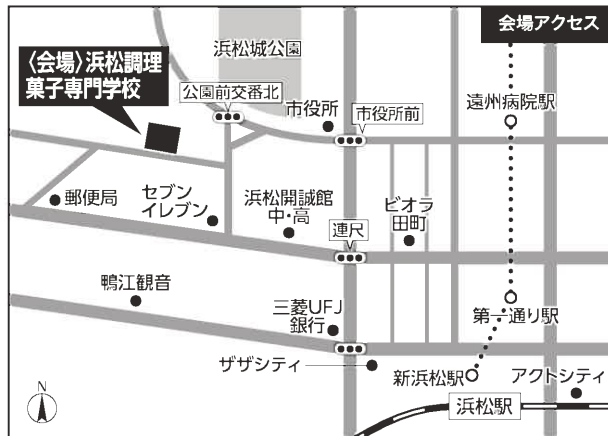 会場アクセス
浜松城公園
〈会場〉浜松調理
菓子専門学校
公園前交番北
市役所
市役所前
遠州病院駅
郵便局
セブン
イレブン
浜松開誠館
中・高
連尺
ビオラ
田町
鴨江観音
三菱UFJ
銀行
第一通り駅
ザザシティ
新浜松駅
アクトシティ
浜松駅
N